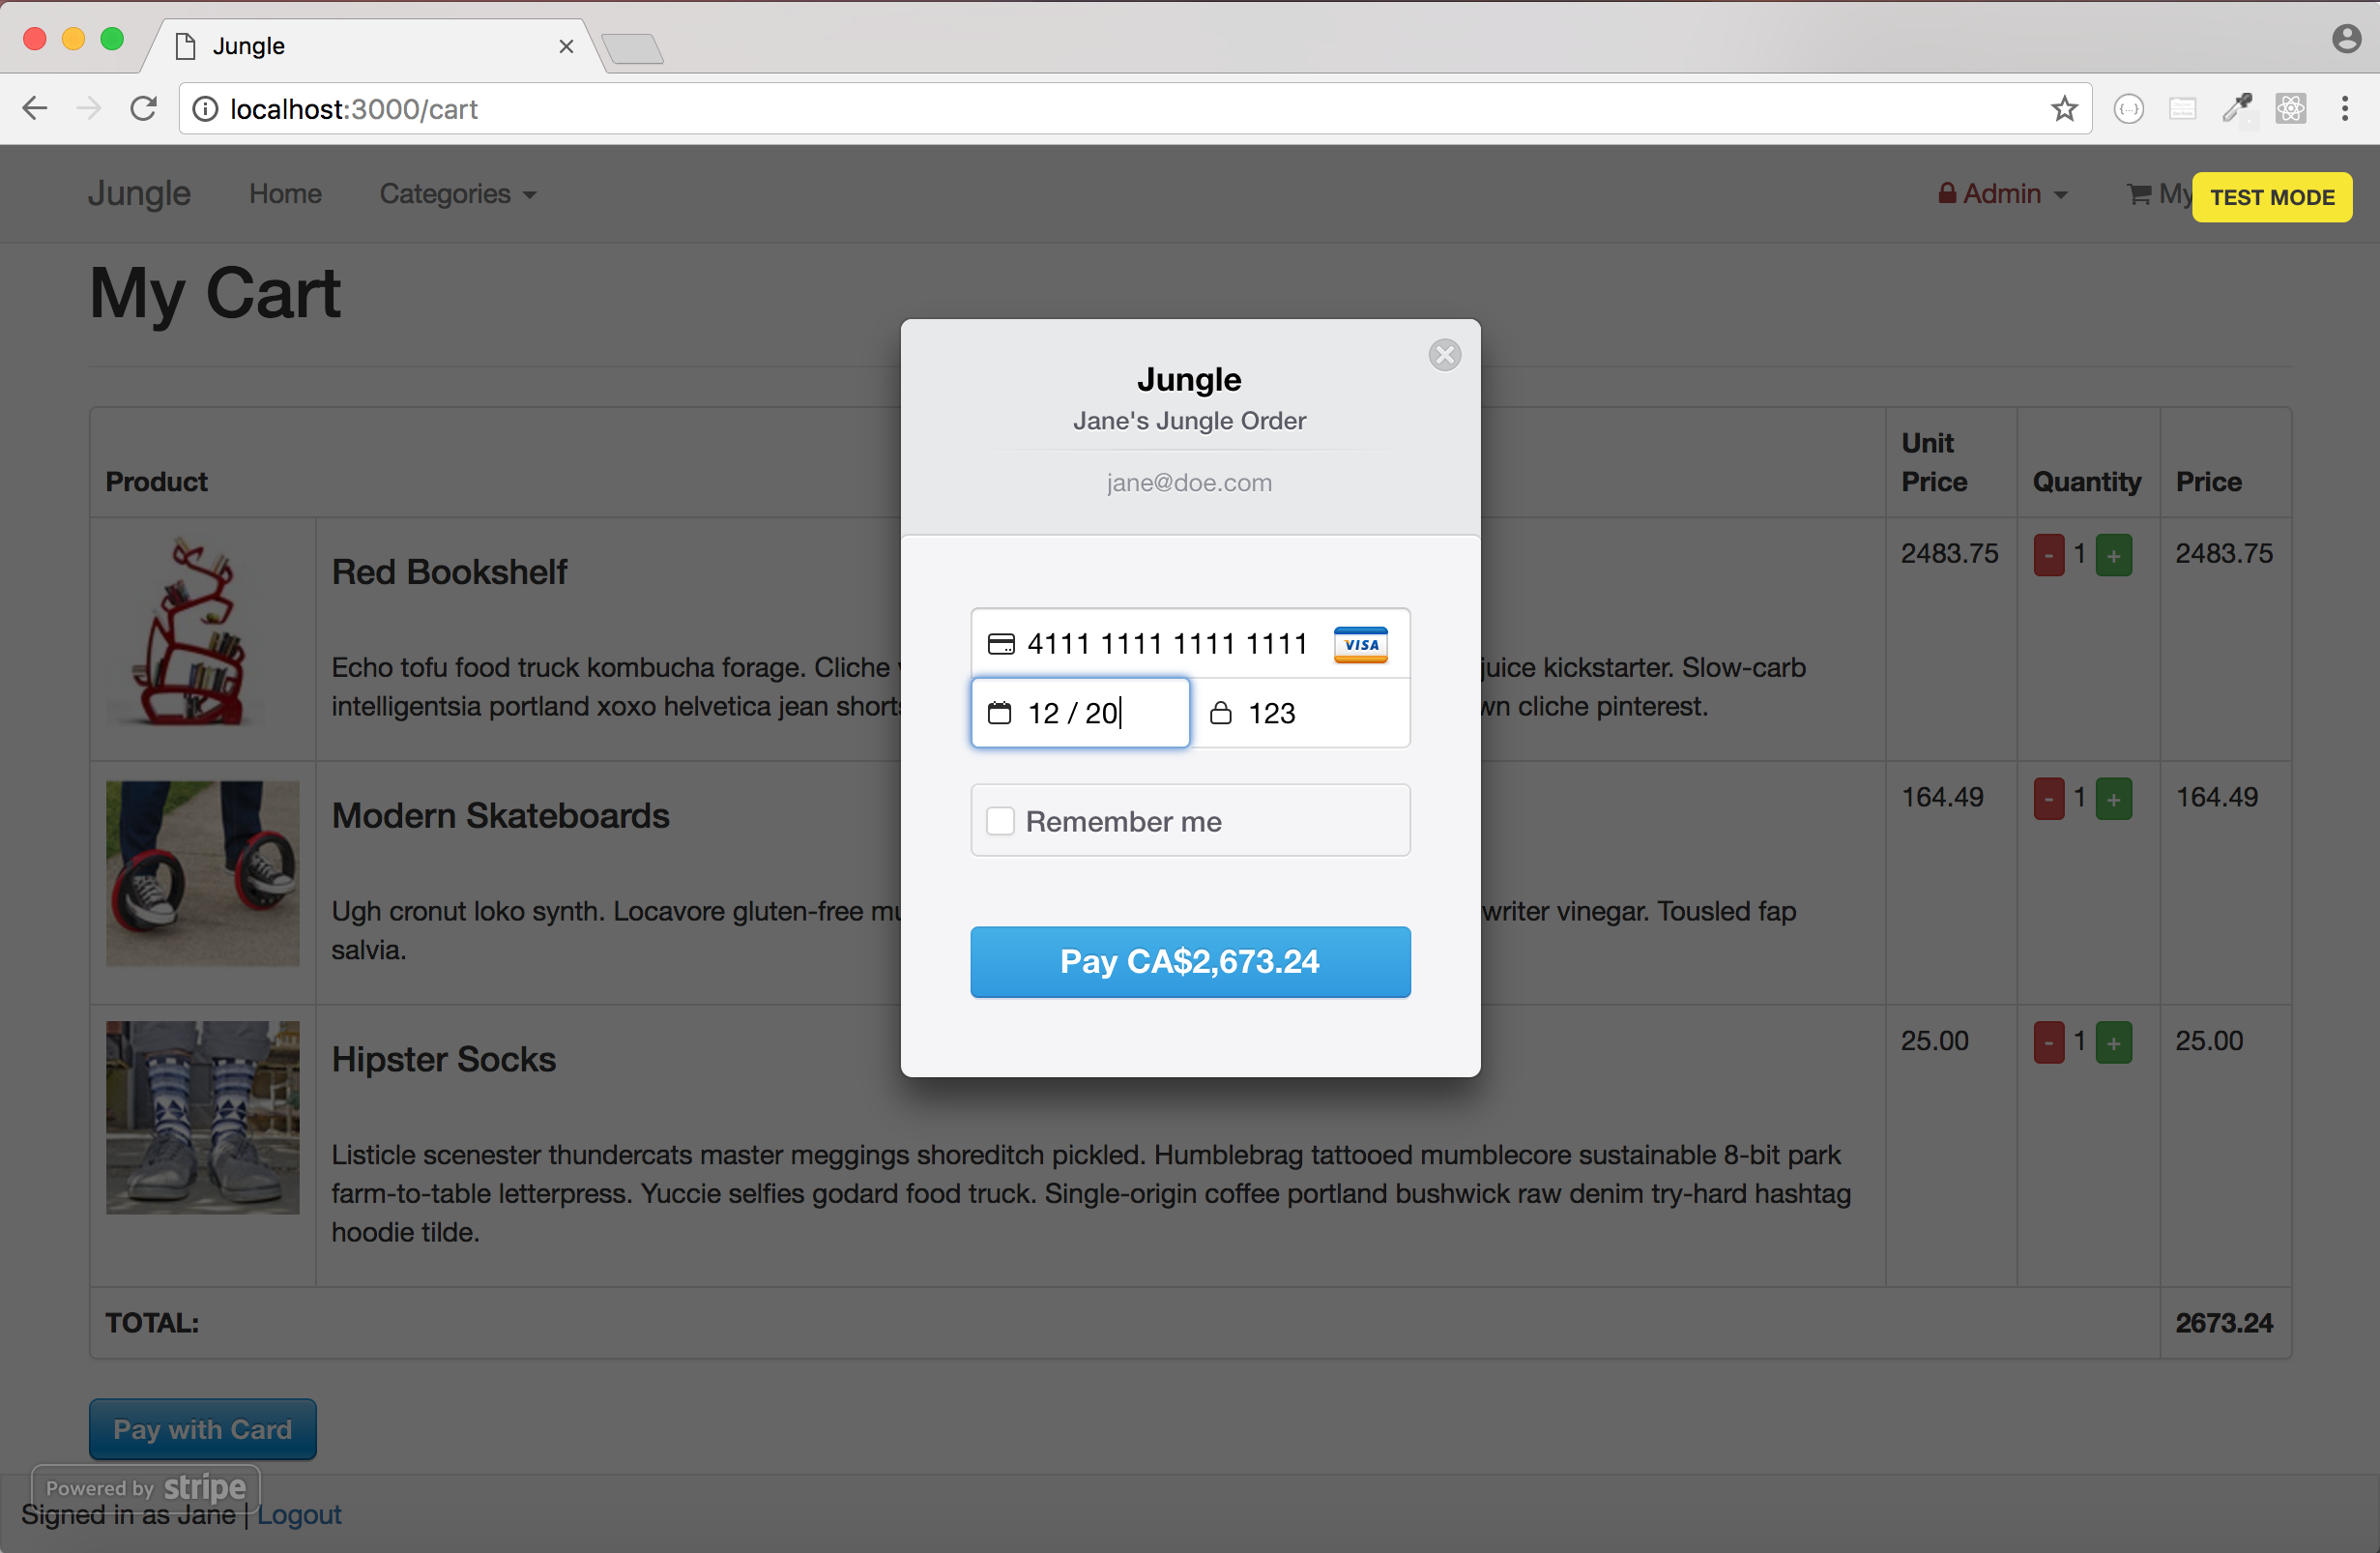 Jungle
localhost:3000/cart
Jungle Home Categories Admin My
TEST MODE
My Cart
Product Unit Price Quantity Price
Red Bookshelf
2483.75 - 1 + 2483.75
Echo tofu food truck kombucha forage. Cliche juice kickstarter. Slow-carb
intelligentsia portland xoxo helvetica jean shorts cliche pinterest.
Modern Skateboards
164.49 - 1 + 164.49
Ugh cronut loko synth. Locavore gluten-free vinegar. Tousled fap
salvia.
Hipster Socks
25.00 - 1 + 25.00
Listicle scenester thundercats master meggings shoreditch pickled. Humblebrag tattooed mumblecore sustainable 8-bit park
farm-to-table letterpress. Yuccie selfies godard food truck. Single-origin coffee portland bushwick raw denim try-hard hashtag
hoodie tilde.
TOTAL: 2673.24
Pay with Card
Powered by stripe
Signed in as Jane | Logout
Jungle
Jane's Jungle Order
jane@doe.com
4111 1111 1111 1111 VISA
12 / 20 123
Remember me
Pay CA$2,673.24